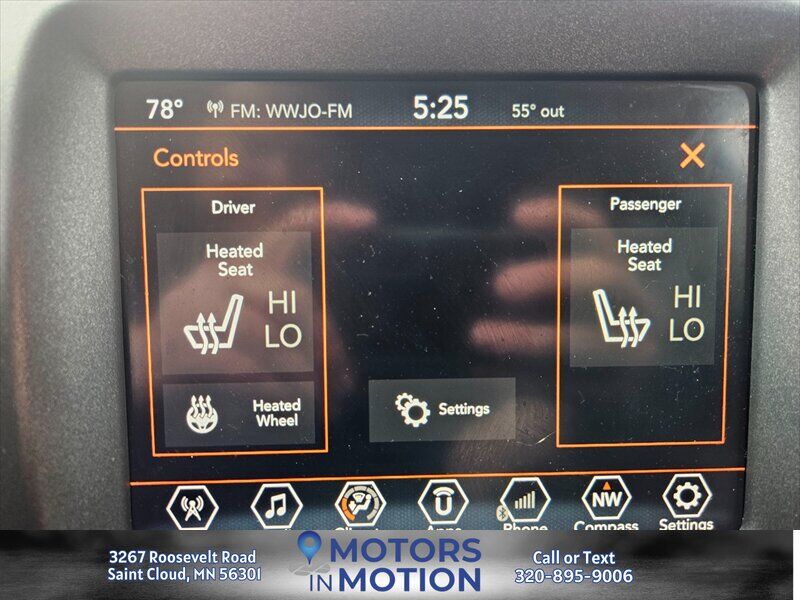 78° FM: WWJO-FM 5:25 55° out
Controls
Driver
Passenger
Heated
Seat
HI
LO
Heated
Seat
HI
LO
Heated
Wheel
Settings
NW
Apps
Phone
Compass
Settings
3267 Roosevelt Road
Saint Cloud, MN 56301
MOTORS
IN MOTION
Call or Text
320-895-9006